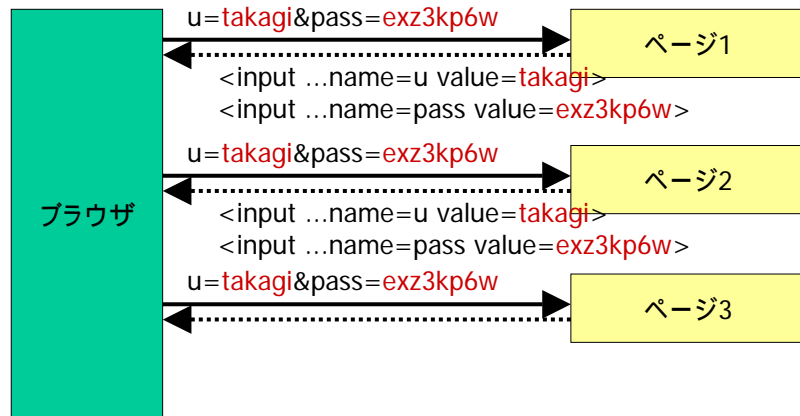 u=takagi&pass=exz3kp6w
ページ1
<input …name=u value=takagi>
<input …name=pass value=exz3kp6w>
u=takagi&pass=exz3kp6w
ページ2
ブラウザ
<input …name=u value=takagi>
<input …name=pass value=exz3kp6w>
u=takagi&pass=exz3kp6w
ページ3